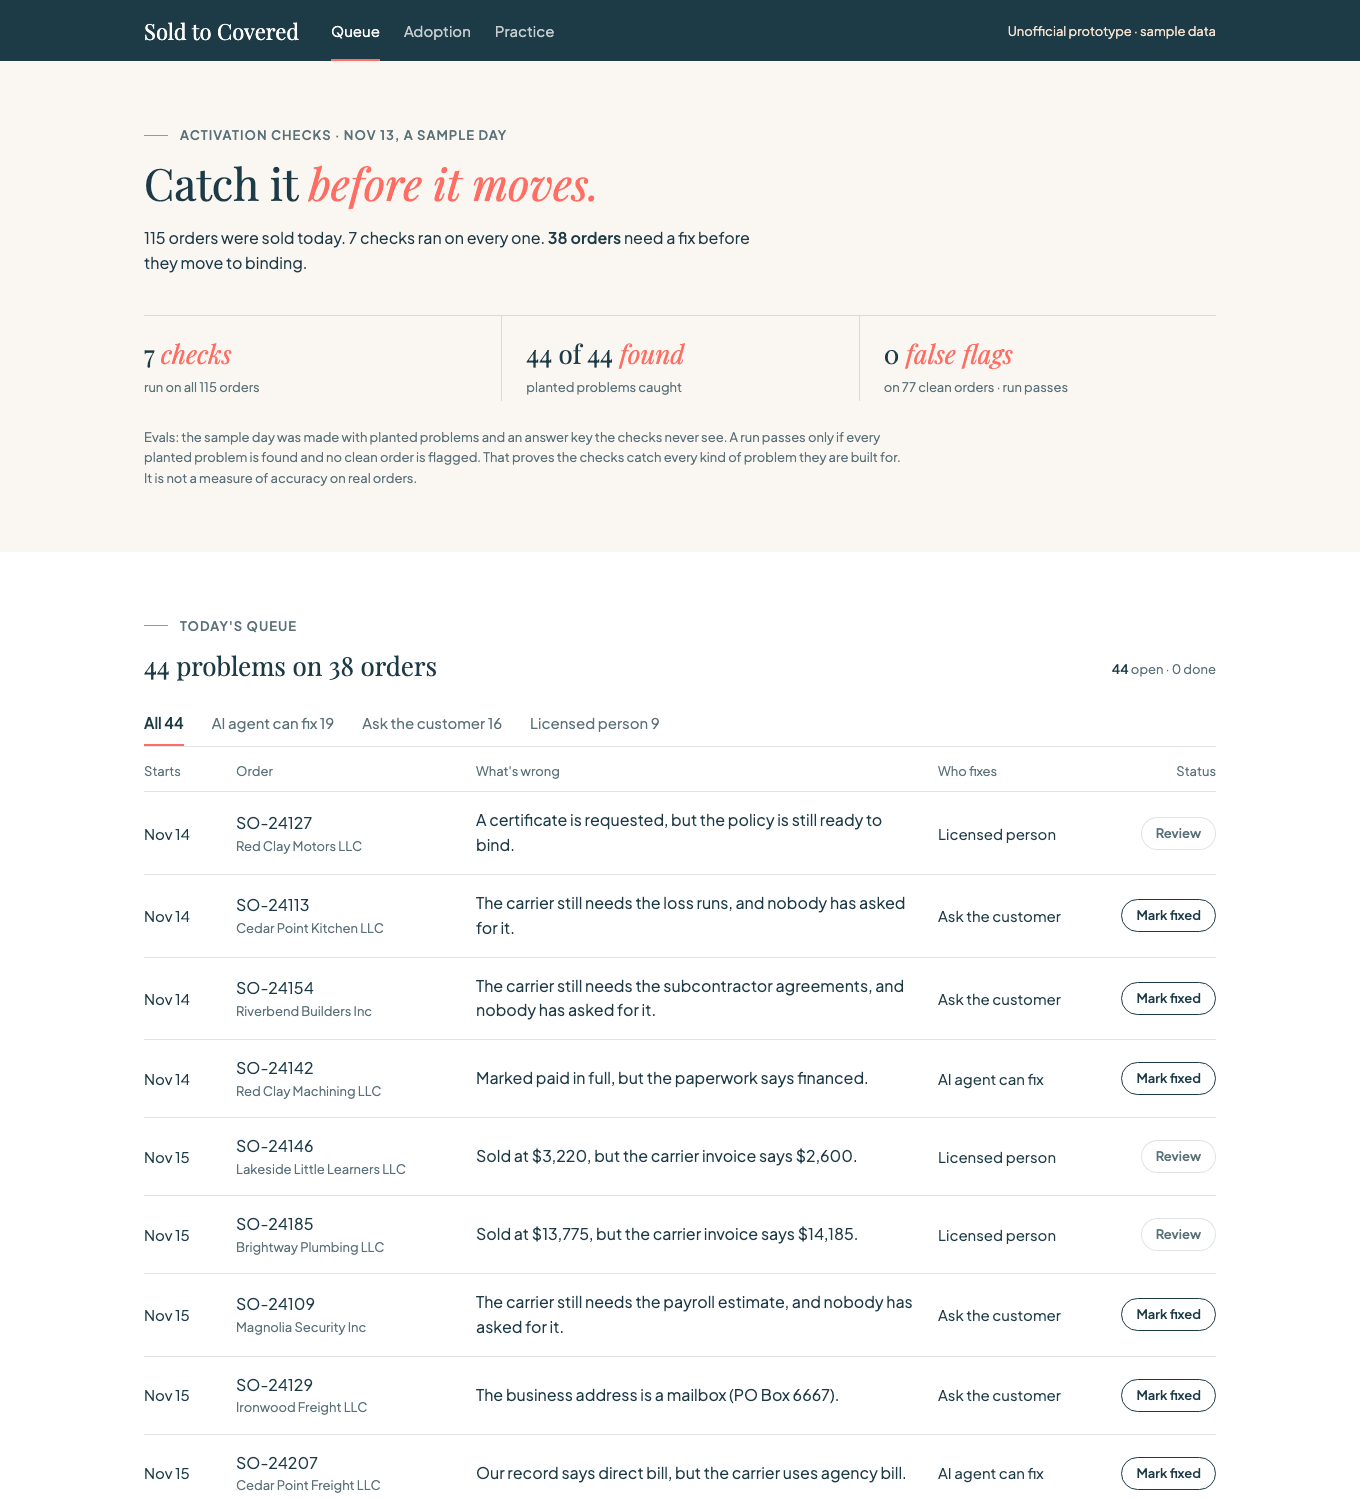 Sold to Covered
Queue
Adoption
Practice
Unofficial prototype · sample data
ACTIVATION CHECKS · NOV 13, A SAMPLE DAY
Catch it before it moves.
115 orders were sold today. 7 checks ran on every one. 38 orders need a fix before
they move to binding.
7 checks
run on all 115 orders
44 of 44 found
planted problems caught
0 false flags
on 77 clean orders · run passes
Evals: the sample day was made with planted problems and an answer key the checks never see. A run passes only if every
planted problem is found and no clean order is flagged. That proves the checks catch every kind of problem they are built for.
It is not a measure of accuracy on real orders.
TODAY'S QUEUE
44 problems on 38 orders
44 open · 0 done
All 44
AI agent can fix 19
Ask the customer 16
Licensed person 9
Starts
Order
What's wrong
Who fixes
Status
Nov 14
SO-24127
Red Clay Motors LLC
A certificate is requested, but the policy is still ready to
bind.
Licensed person
Review
Nov 14
SO-24113
Cedar Point Kitchen LLC
The carrier still needs the loss runs, and nobody has asked
for it.
Ask the customer
Mark fixed
Nov 14
SO-24154
Riverbend Builders Inc
The carrier still needs the subcontractor agreements, and
nobody has asked for it.
Ask the customer
Mark fixed
Nov 14
SO-24142
Red Clay Machining LLC
Marked paid in full, but the paperwork says financed.
AI agent can fix
Mark fixed
Nov 15
SO-24146
Lakeside Little Learners LLC
Sold at $3,220, but the carrier invoice says $2,600.
Licensed person
Review
Nov 15
SO-24185
Brightway Plumbing LLC
Sold at $13,775, but the carrier invoice says $14,185.
Licensed person
Review
Nov 15
SO-24109
Magnolia Security Inc
The carrier still needs the payroll estimate, and nobody has
asked for it.
Ask the customer
Mark fixed
Nov 15
SO-24129
Ironwood Freight LLC
The business address is a mailbox (PO Box 6667).
Ask the customer
Mark fixed
Nov 15
SO-24207
Cedar Point Freight LLC
Our record says direct bill, but the carrier uses agency bill.
AI agent can fix
Mark fixed